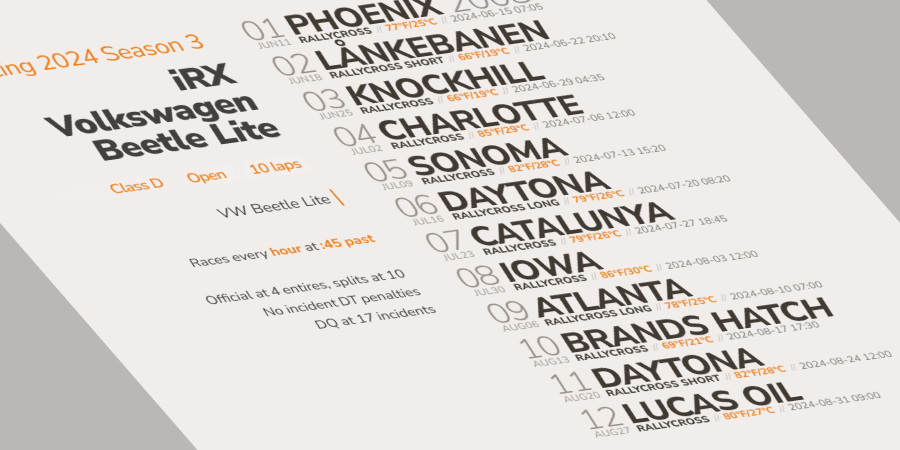 ing 2024 Season 3
iRX
Volkswagen
Beetle Lite
Class D Open 10 laps
VW Beetle Lite
Races every hour at :45 past
Official at 4 entires, splits at 10
No incident DT penalties
DQ at 17 incidents
01 PHOENIX
JUN11 RALLYCROSS // 77°F/25°C // 2024-06-15 07:05
02 LÅNKEBANEN
JUN18 RALLYCROSS SHORT // 66°F/19°C // 2024-06-22 20:10
03 KNOCKHILL
JUN25 RALLYCROSS // 66°F/19°C // 2024-06-29 04:35
04 CHARLOTTE
JUL02 RALLYCROSS // 85°F/29°C // 2024-07-06 12:00
05 SONOMA
JUL09 RALLYCROSS // 82°F/28°C // 2024-07-13 15:20
06 DAYTONA
JUL16 RALLYCROSS LONG // 79°F/26°C // 2024-07-20 08:20
07 CATALUNYA
JUL23 RALLYCROSS // 79°F/26°C // 2024-07-27 18:45
08 IOWA
JUL30 RALLYCROSS // 86°F/30°C // 2024-08-03 12:00
09 ATLANTA
AUG06 RALLYCROSS LONG // 78°F/25°C // 2024-08-10 07:00
10 BRANDS HATCH
AUG13 RALLYCROSS // 69°F/21°C // 2024-08-17 17:30
11 DAYTONA
AUG20 RALLYCROSS SHORT // 82°F/28°C // 2024-08-24 12:00
12 LUCAS OIL
AUG27 RALLYCROSS // 80°F/27°C // 2024-08-31 09:00